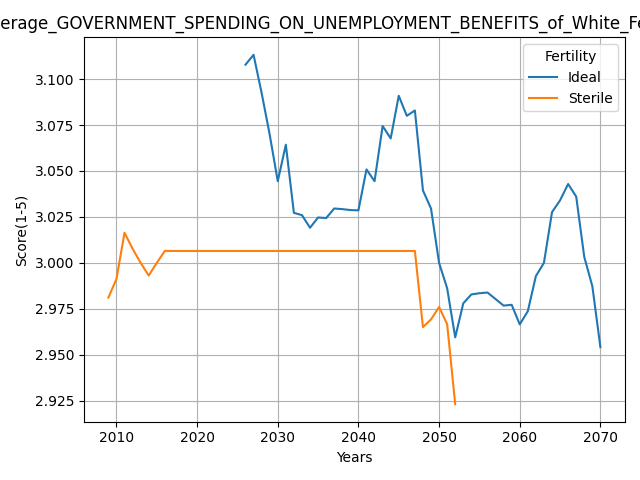 erage_GOVERNMENT_SPENDING_ON_UNEMPLOYMENT_BENEFITS_of_White_Fe
Fertility
Ideal
Sterile
Score(1-5)
3.100
3.075
3.050
3.025
3.000
2.975
2.950
2.925
2010 2020 2030 2040 2050 2060 2070
Years